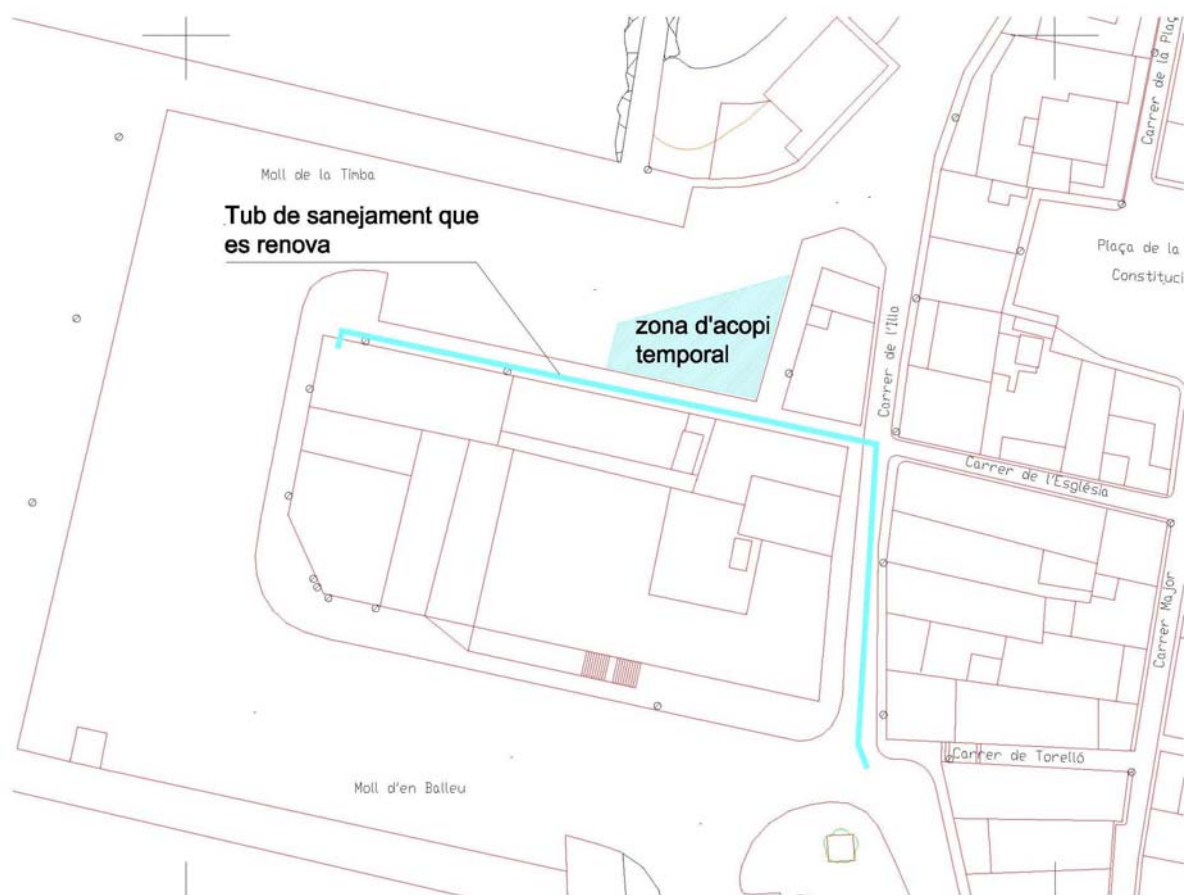 Carrer de la Plaça
Moll de la Timba
Tub de sanejament que
es renova
Plaça de la
Constituci
zona d'acopi
temporal
Carrer de l'Illa
Carrer de l'Església
Carrer Major
Carrer de Torelló
Moll d'en Balleu